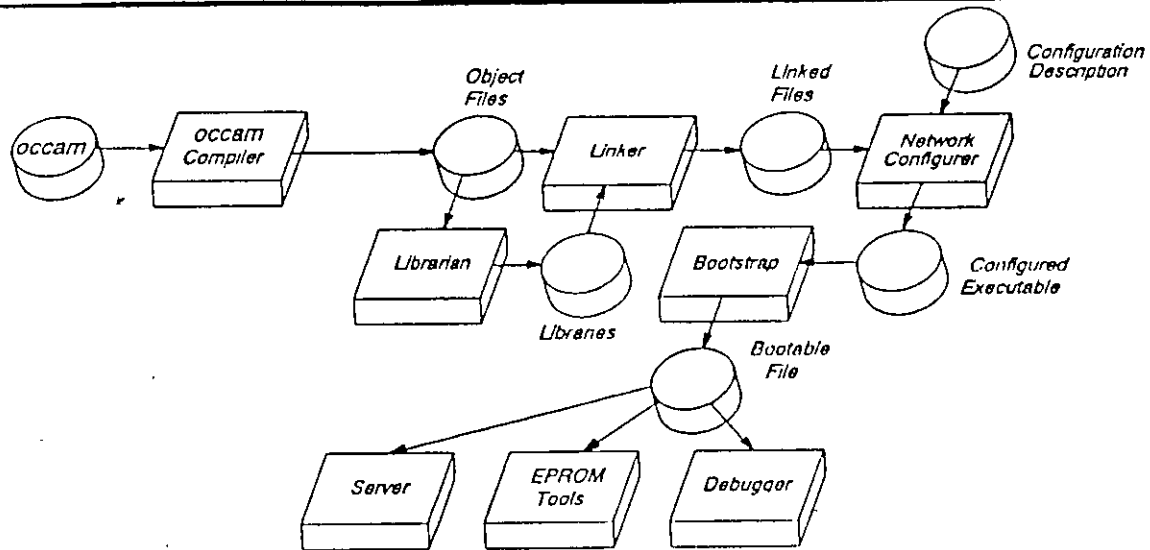 Configuration
Description
Object
Files
Linked
Files
occam
occam
Compiler
Linker
Network
Configurer
Librarian
Libraries
Bootstrap
Configured
Executable
Bootable
File
Server
EPROM
Tools
Debugger